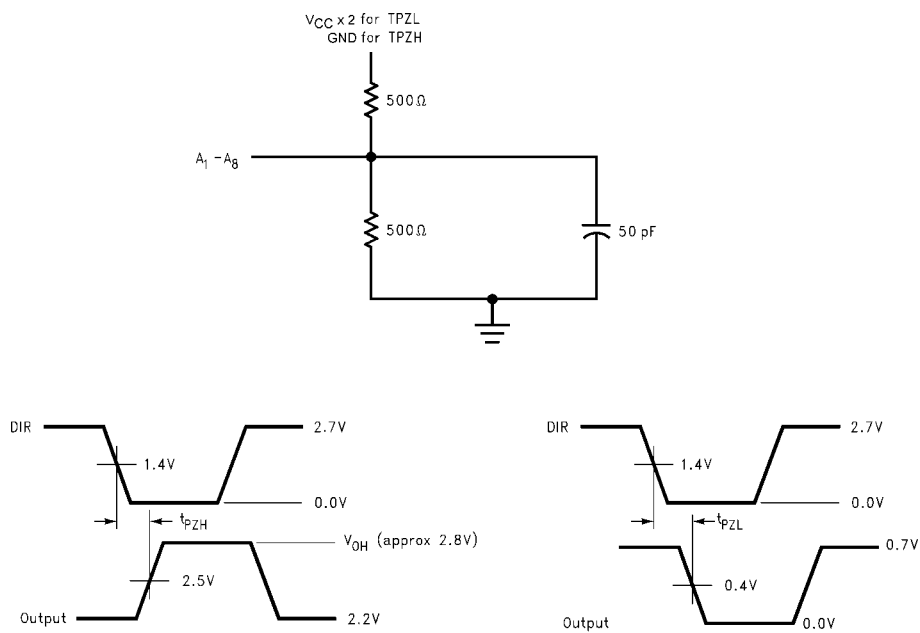 VCC x 2 for TPZL
GND for TPZH
500Ω
A1 – A8
500Ω
50 pF
DIR
2.7V
1.4V
0.0V
tPZH
VOH (approx 2.8V)
2.5V
Output
2.2V
DIR
2.7V
1.4V
0.0V
tPZL
0.7V
0.4V
Output
0.0V